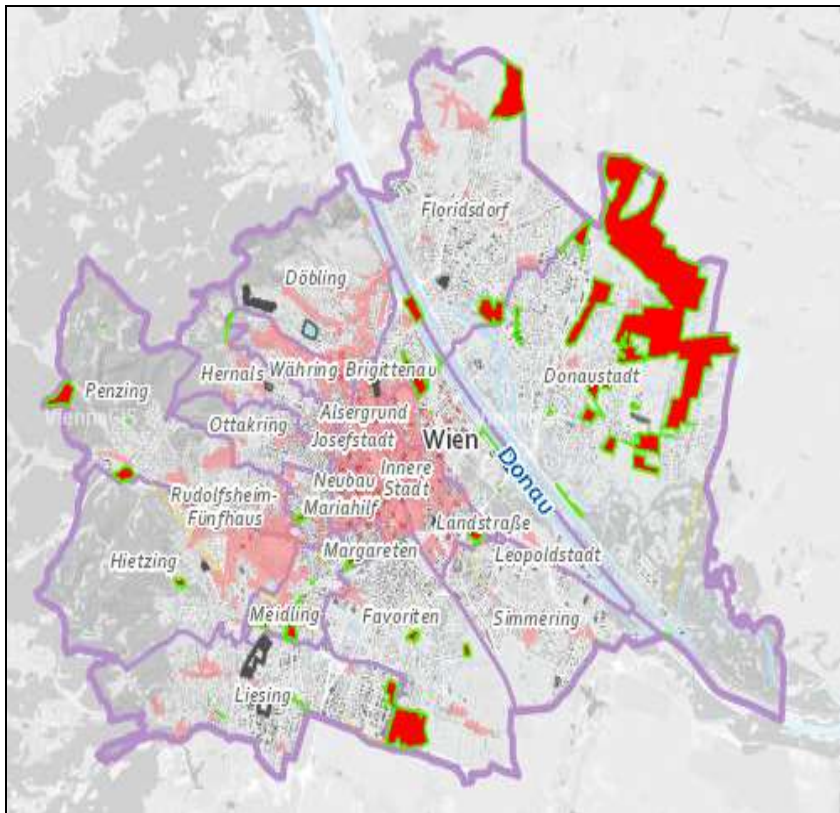 Floridsdorf
Döbling
Hernals
Währing
Brigittenau
Donaustadt
Penzing
Ottakring
Alsergrund
Josefstadt
Wien
Neubau
Innere
Stadt
Mariahilf
Donau
Rudolfsheim-
Fünfhaus
Landstraße
Leopoldstadt
Hietzing
Margareten
Meidling
Favoriten
Simmering
Liesing